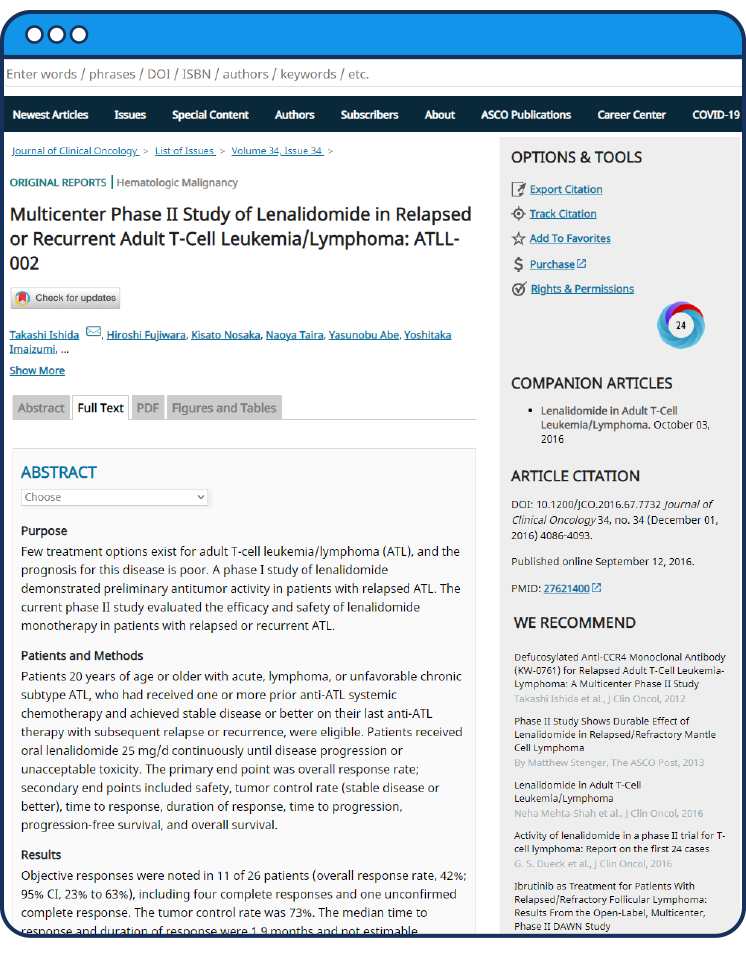 Enter words / phrases / DOI / ISBN / authors / keywords / etc.
Newest Articles Issues Special Content Authors Subscribers About ASCO Publications Career Center COVID-19
Journal of Clinical Oncology > List of Issues > Volume 34, Issue 34 >
ORIGINAL REPORTS | Hematologic Malignancy
Multicenter Phase II Study of Lenalidomide in Relapsed
or Recurrent Adult T-Cell Leukemia/Lymphoma: ATLL-
002
Check for updates
Takashi Ishida , Hiroshi Fujiwara, Kisato Nosaka, Naoya Taira, Yasunobu Abe, Yoshitaka
Imaizumi, ...
Show More
Abstract Full Text PDF Figures and Tables
ABSTRACT
Choose
Purpose
Few treatment options exist for adult T-cell leukemia/lymphoma (ATL), and the
prognosis for this disease is poor. A phase I study of lenalidomide
demonstrated preliminary antitumor activity in patients with relapsed ATL. The
current phase II study evaluated the efficacy and safety of lenalidomide
monotherapy in patients with relapsed or recurrent ATL.
Patients and Methods
Patients 20 years of age or older with acute, lymphoma, or unfavorable chronic
subtype ATL, who had received one or more prior anti-ATL systemic
chemotherapy and achieved stable disease or better on their last anti-ATL
therapy with subsequent relapse or recurrence, were eligible. Patients received
oral lenalidomide 25 mg/d continuously until disease progression or
unacceptable toxicity. The primary end point was overall response rate;
secondary end points included safety, tumor control rate (stable disease or
better), time to response, duration of response, time to progression,
progression-free survival, and overall survival.
Results
Objective responses were noted in 11 of 26 patients (overall response rate, 42%;
95% CI, 23% to 63%), including four complete responses and one unconfirmed
complete response. The tumor control rate was 73%. The median time to
response and duration of response were 1.9 months and not estimable
OPTIONS & TOOLS
Export Citation
Track Citation
Add To Favorites
Purchase
Rights & Permissions
24
COMPANION ARTICLES
• Lenalidomide in Adult T-Cell
Leukemia/Lymphoma. October 03,
2016
ARTICLE CITATION
DOI: 10.1200/JCO.2016.67.7732 Journal of
Clinical Oncology 34, no. 34 (December 01,
2016) 4086-4093.
Published online September 12, 2016.
PMID: 27621400
WE RECOMMEND
Defucosylated Anti-CCR4 Monoclonal Antibody
(KW-0761) for Relapsed Adult T-Cell Leukemia-
Lymphoma: A Multicenter Phase II Study
Takashi Ishida et al., J Clin Oncol, 2012
Phase II Study Shows Durable Effect of
Lenalidomide in Relapsed/Refractory Mantle
Cell Lymphoma
By Matthew Stenger, The ASCO Post, 2013
Lenalidomide in Adult T-Cell
Leukemia/Lymphoma
Neha Mehta-Shah et al., J Clin Oncol, 2016
Activity of lenalidomide in a phase II trial for T-
cell lymphoma: Report on the first 24 cases
G. S. Dueck et al., J Clin Oncol, 2016
Ibrutinib as Treatment for Patients With
Relapsed/Refractory Follicular Lymphoma:
Results From the Open-Label, Multicenter,
Phase II DAWN Study